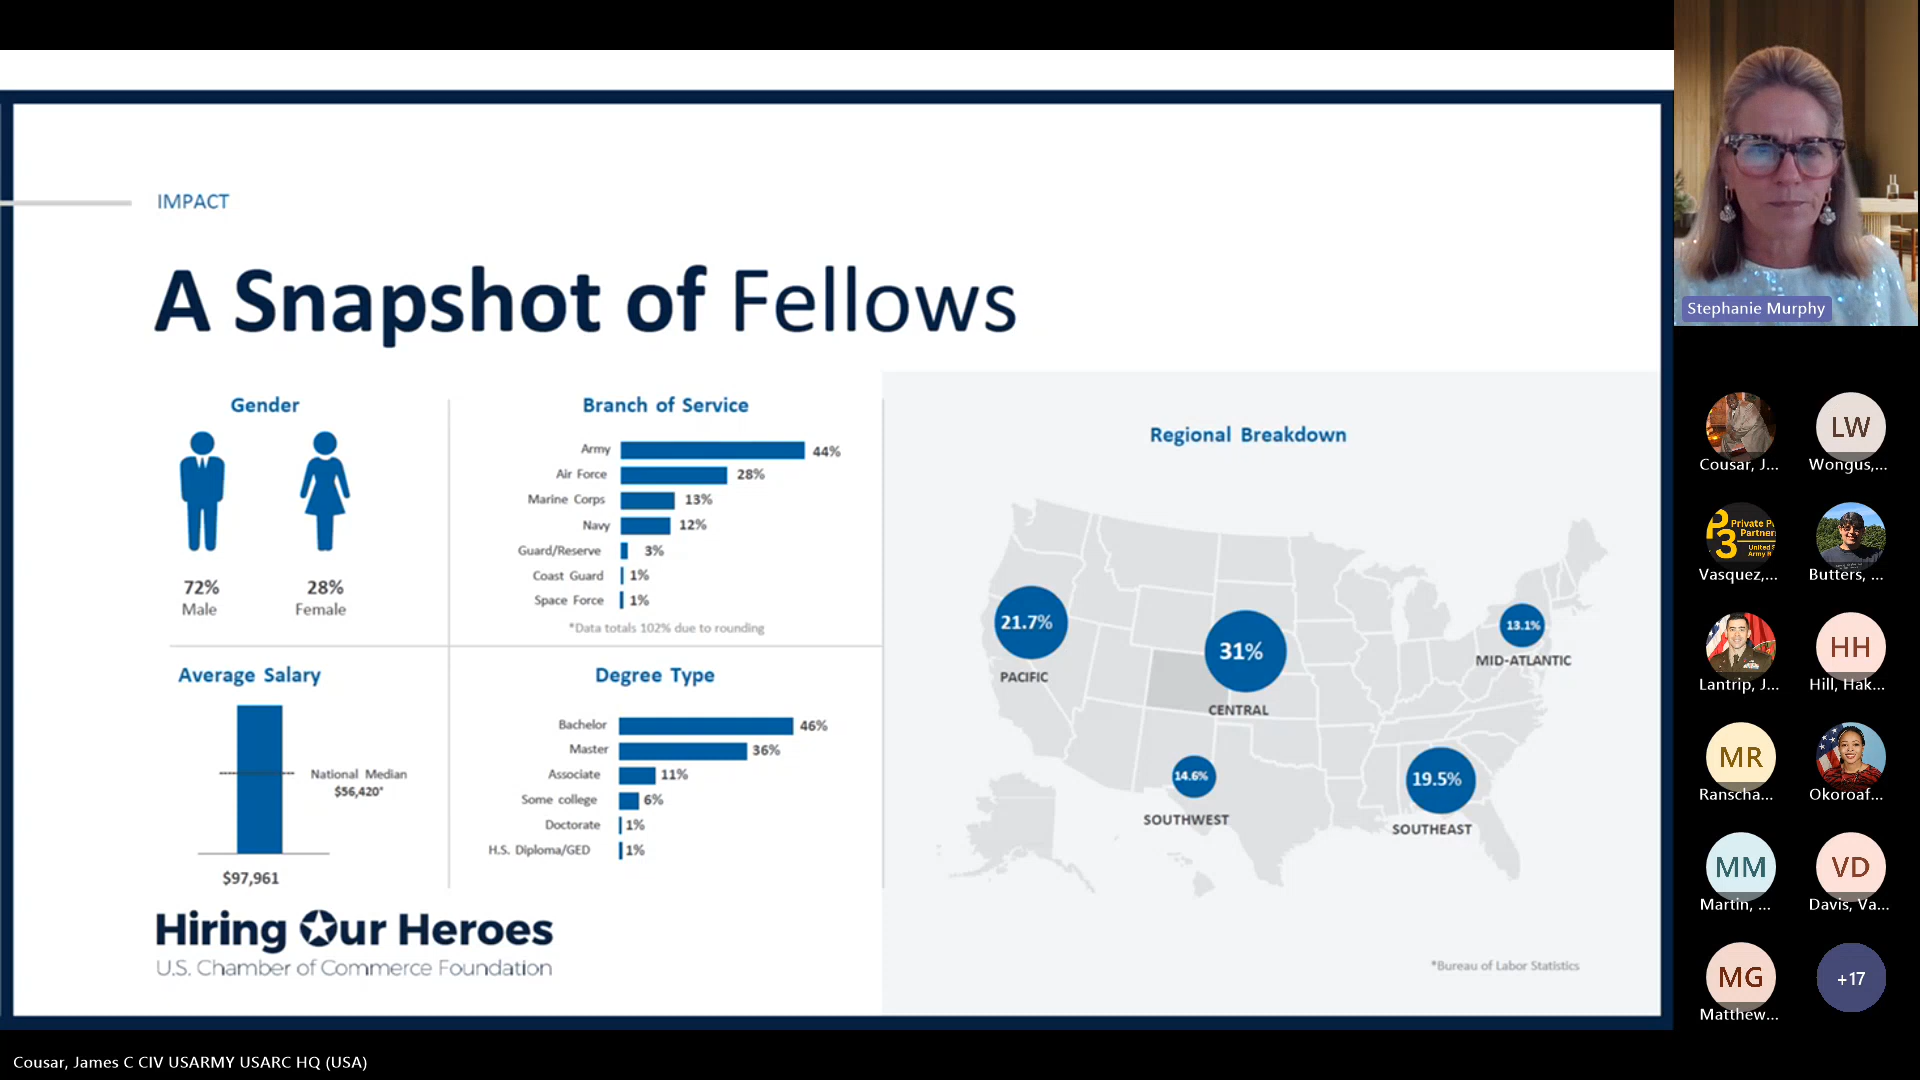 IMPACT
A Snapshot of Fellows
Gender
72%
Male
28%
Female
Branch of Service
Army 44%
Air Force 28%
Marine Corps 13%
Navy 12%
Guard/Reserve 3%
Coast Guard 1%
Space Force 1%
*Data totals 102% due to rounding
Average Salary
National Median
$56,420*
$97,961
Degree Type
Bachelor 46%
Master 36%
Associate 11%
Some college 6%
Doctorate 1%
H.S. Diploma/GED 1%
Regional Breakdown
21.7%
PACIFIC
31%
CENTRAL
13.1%
MID-ATLANTIC
14.6%
SOUTHWEST
19.5%
SOUTHEAST
*Bureau of Labor Statistics
Hiring Our Heroes
U.S. Chamber of Commerce Foundation
Stephanie Murphy
Cousar, J...
LW
Wongus,...
P3
Private
Partner
United
Army R
Vasquez,...
Butters, ...
Lantrip, J...
HH
Hill, Hak...
MR
Ranscha...
Okoroaf...
MM
Martin, ...
VD
Davis, Va...
MG
Matthew...
+17
Cousar, James C CIV USARMY USARC HQ (USA)